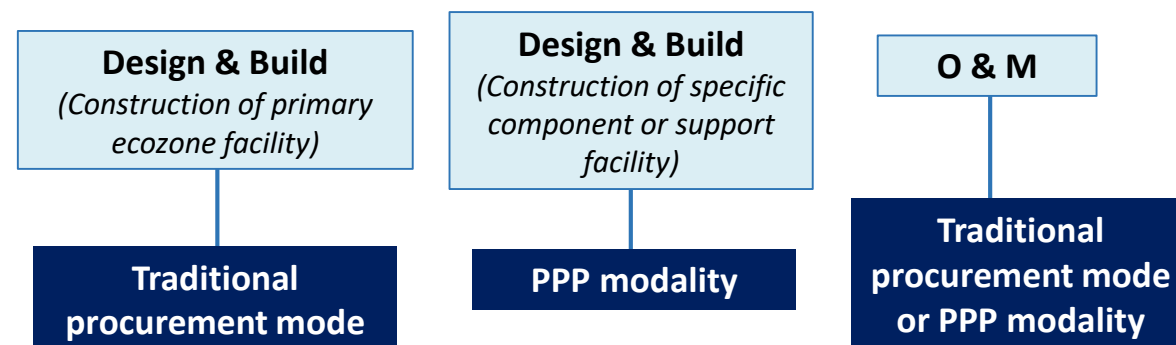 Design & Build
(Construction of primary
ecozone facility)
Traditional
procurement mode
Design & Build
(Construction of specific
component or support
facility)
PPP modality
O & M
Traditional
procurement mode
or PPP modality